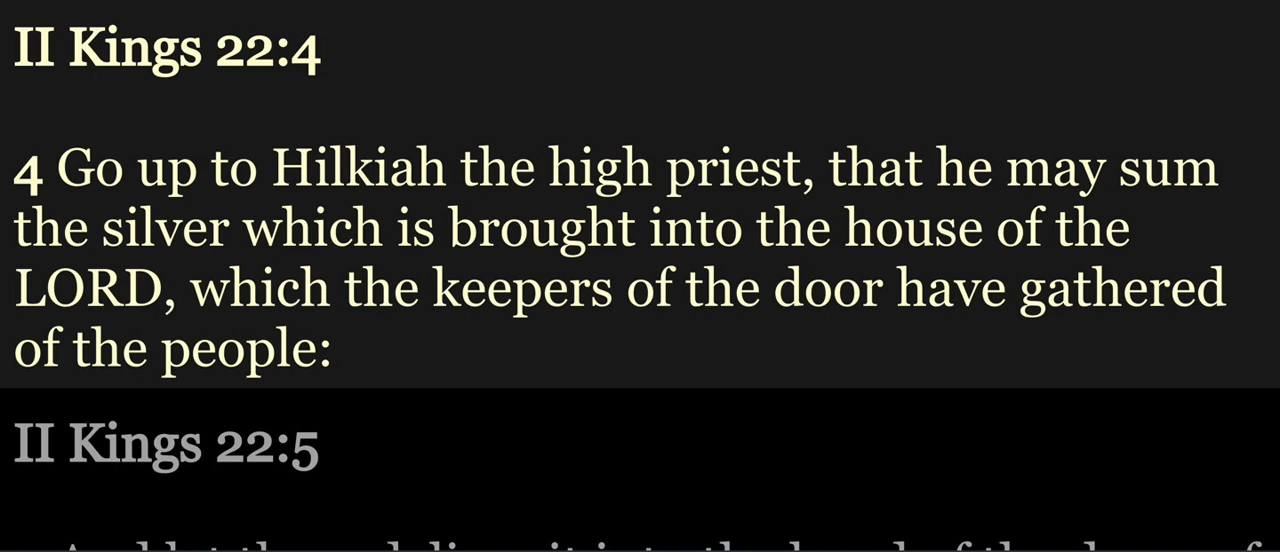 II Kings 22:4
4 Go up to Hilkiah the high priest, that he may sum
the silver which is brought into the house of the
LORD, which the keepers of the door have gathered
of the people:
II Kings 22:5